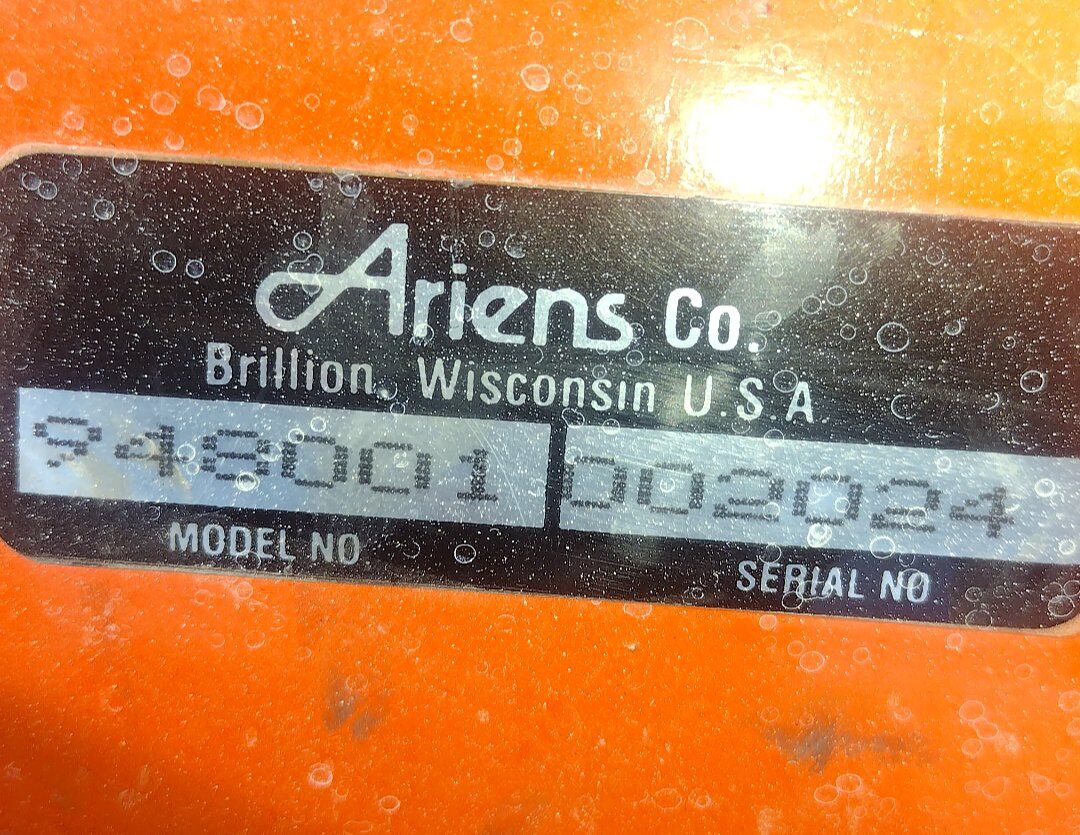 Ariens Co.
Brillion, Wisconsin U.S.A
948001 002024
MODEL NO SERIAL NO.